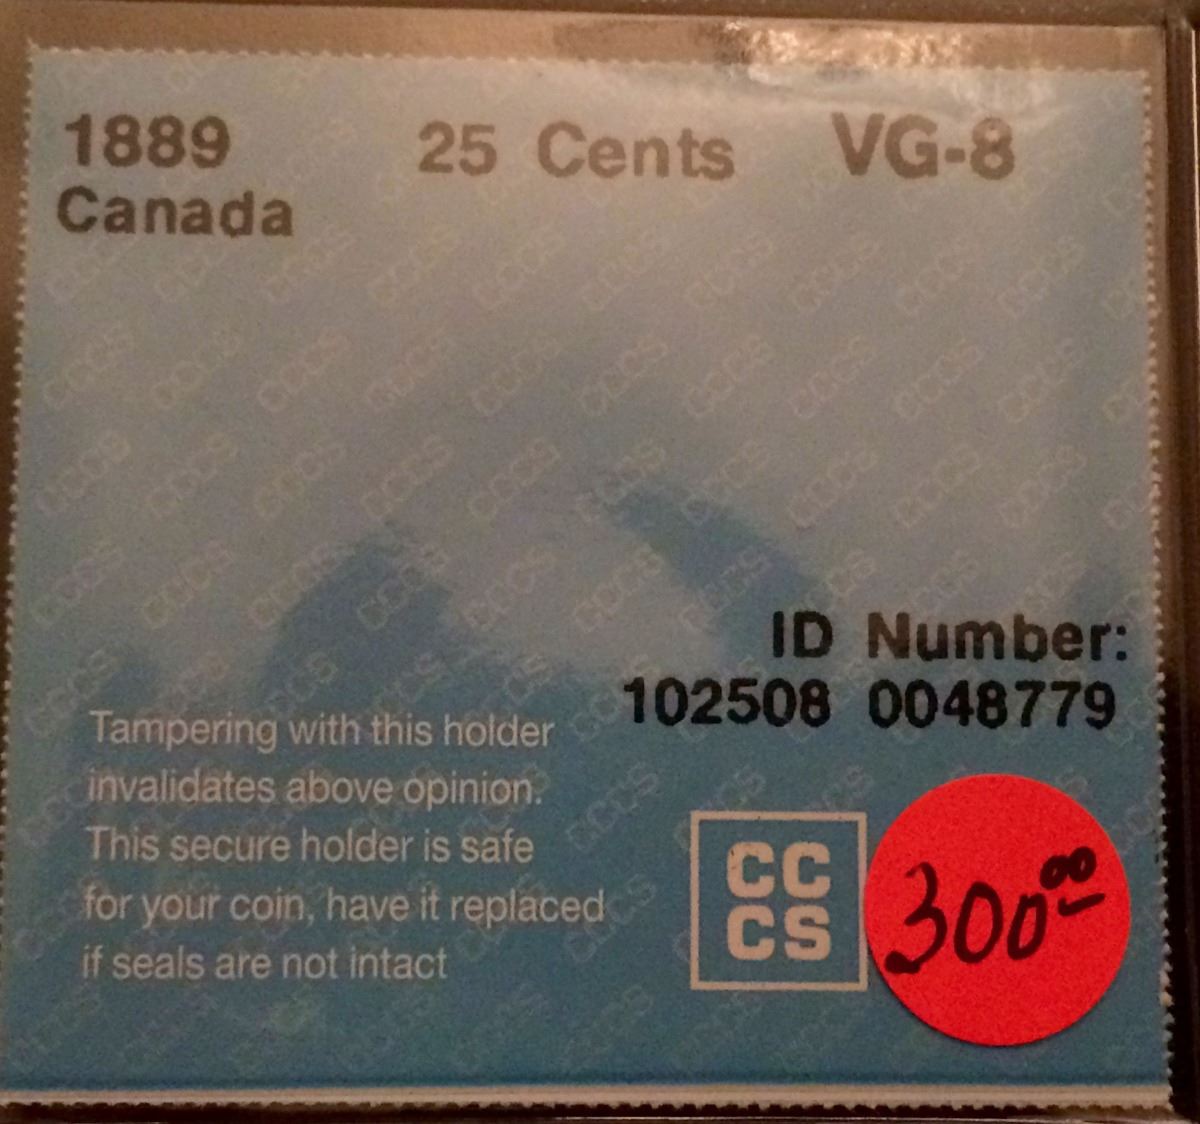 1889 25 Cents VG-8
Canada
ID Number:
102508 0048779
Tampering with this holder
invalidates above opinion.
This secure holder is safe
for your coin, have it replaced
if seals are not intact
CC
CS
300.00